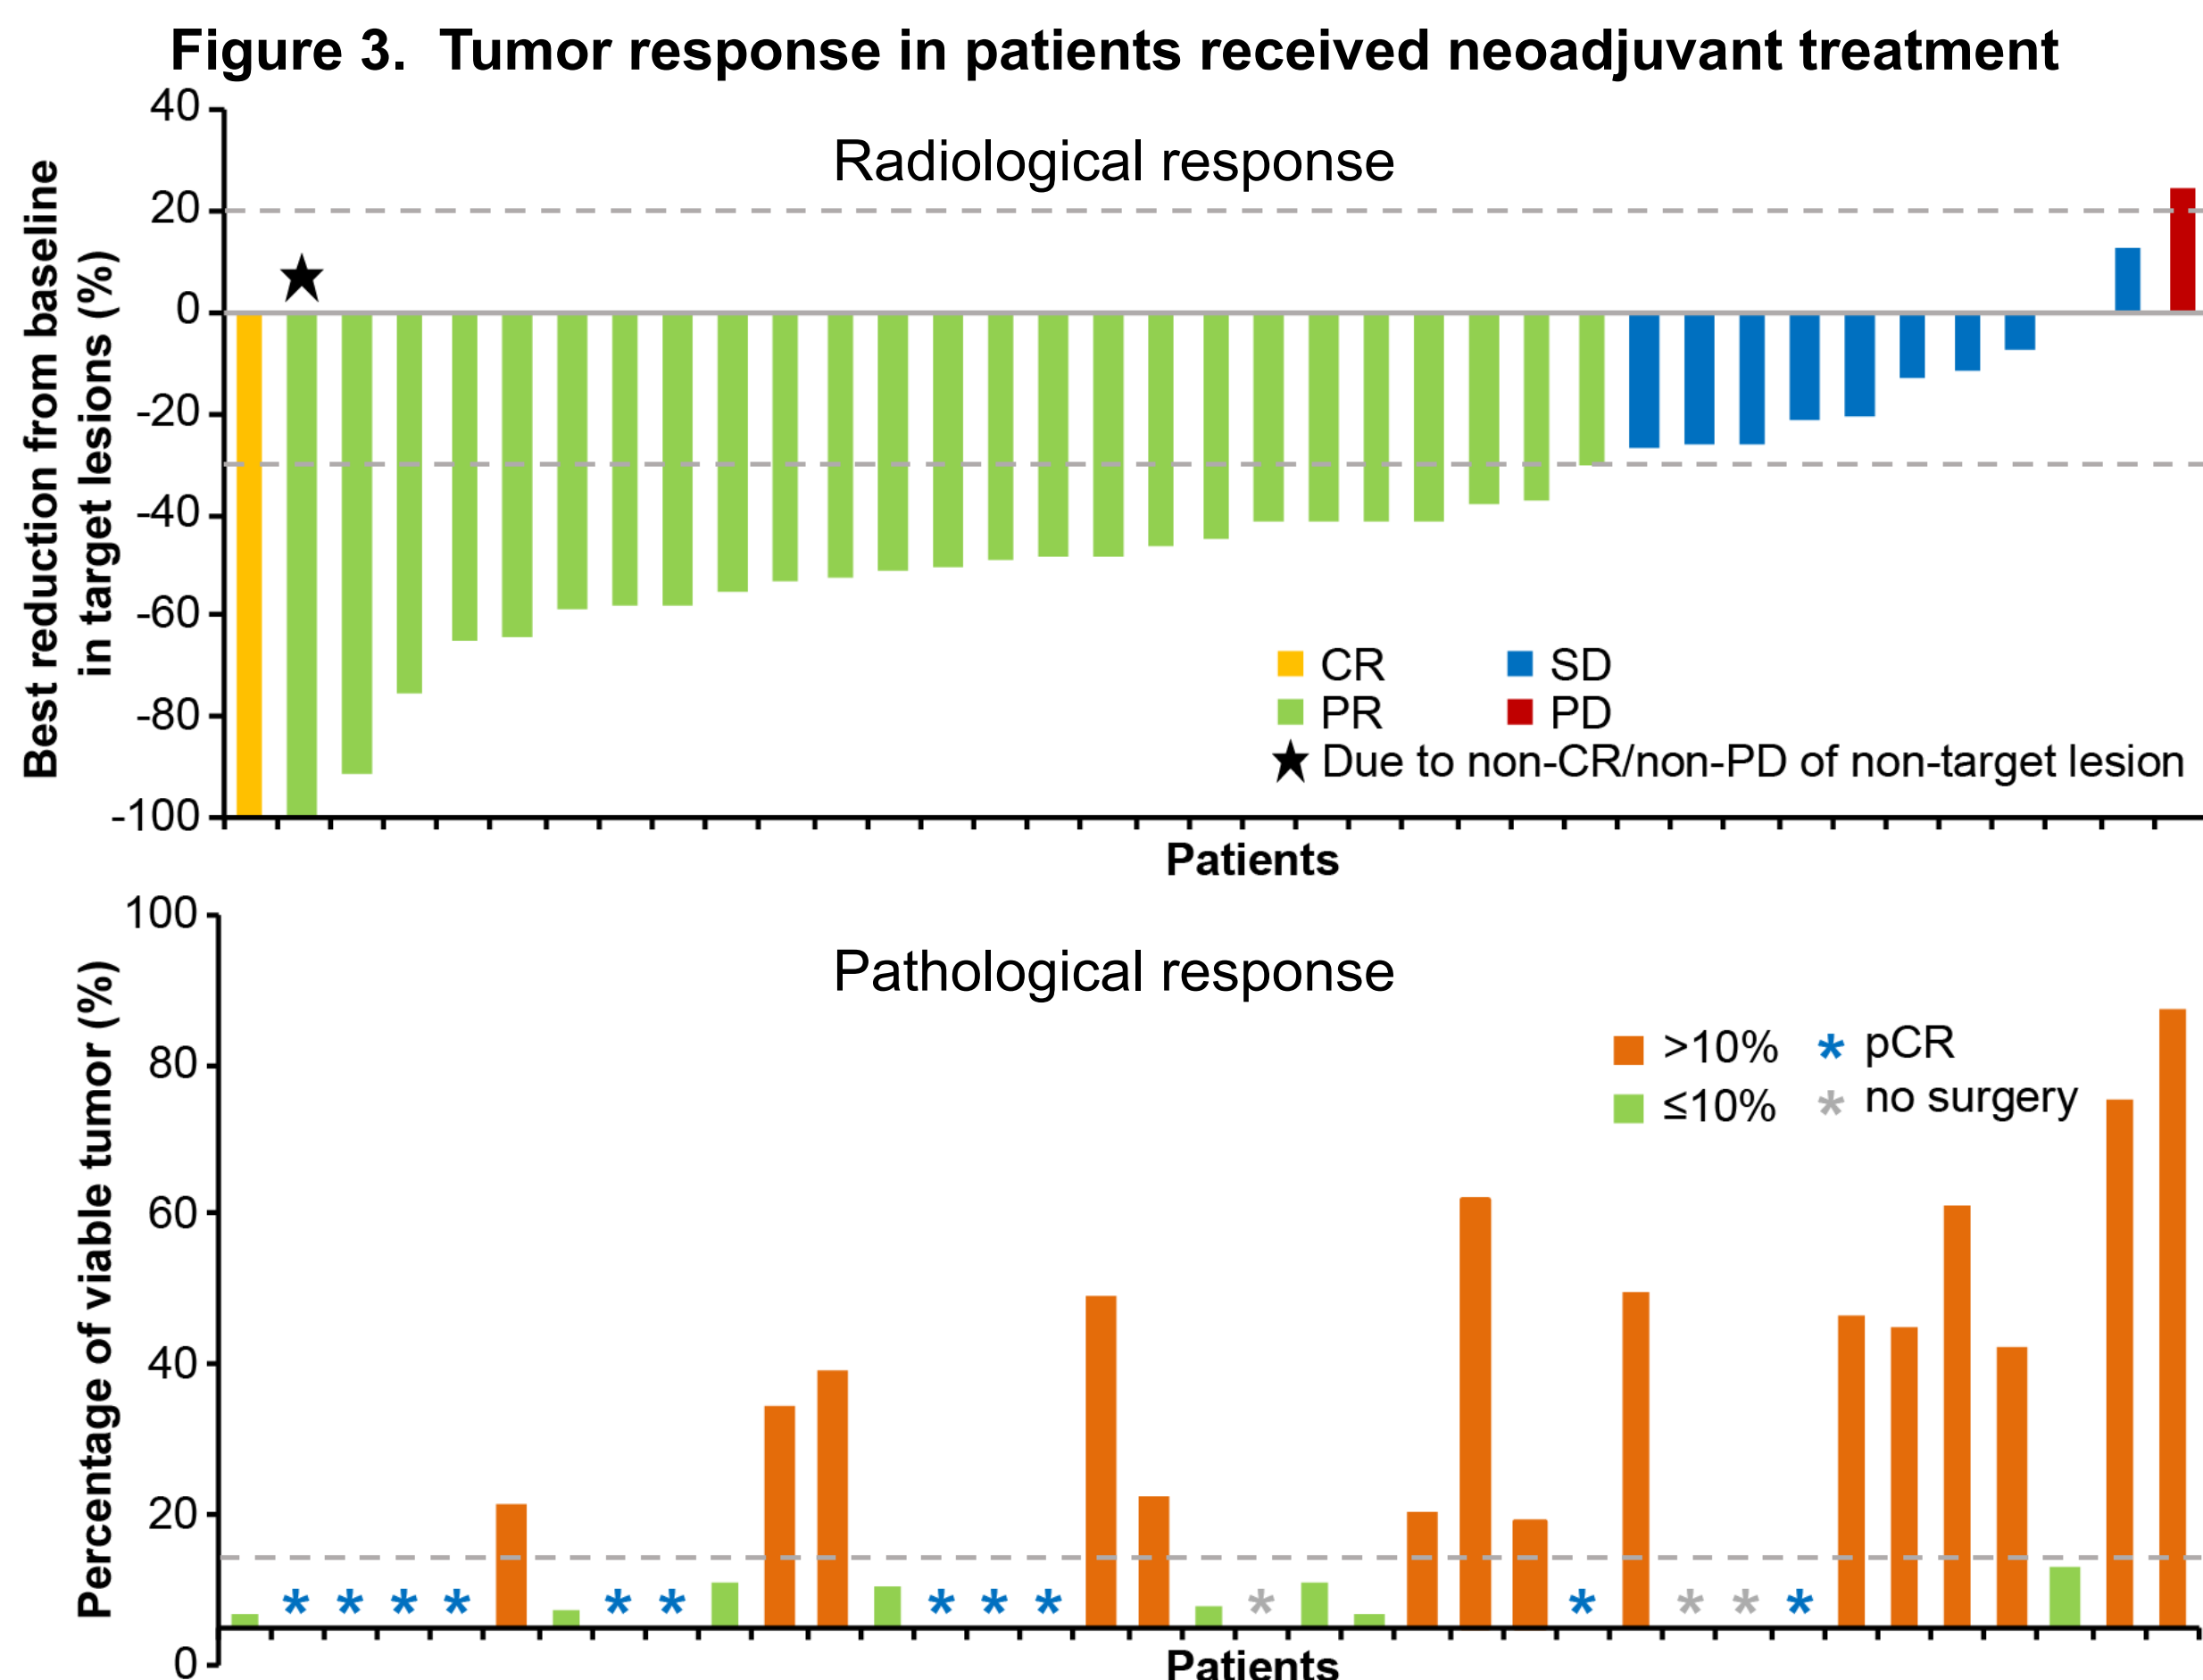 Figure 3.  Tumor response in patients received neoadjuvant treatment
Radiological response
Best reduction from baseline
in target lesions (%)
40
20
0
-20
-40
-60
-80
-100
★
CR
SD
PR
PD
★ Due to non-CR/non-PD of non-target lesion
Patients
Pathological response
Percentage of viable tumor (%)
100
80
60
40
20
0
>10%
* pCR
≤10%
* no surgery
* * * * * * * * * * * * * *
Patients